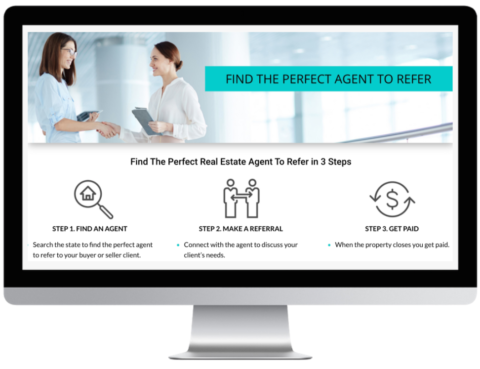 FIND THE PERFECT AGENT TO REFER
Find The Perfect Real Estate Agent To Refer in 3 Steps
STEP 1. FIND AN AGENT
Search the state to find the perfect agent
to refer to your buyer or seller client.
STEP 2. MAKE A REFERRAL
Connect with the agent to discuss your
client's needs.
STEP 3. GET PAID
When the property closes you get paid.